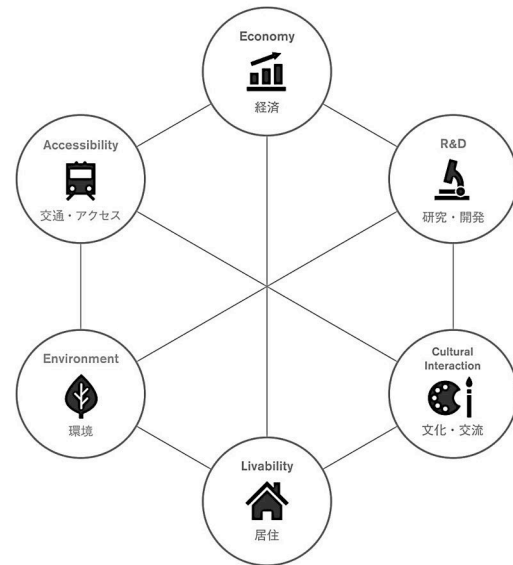 Economy
経済
Accessibility
交通・アクセス
R&D
研究・開発
Environment
環境
Cultural
Interaction
文化・交流
Livability
居住